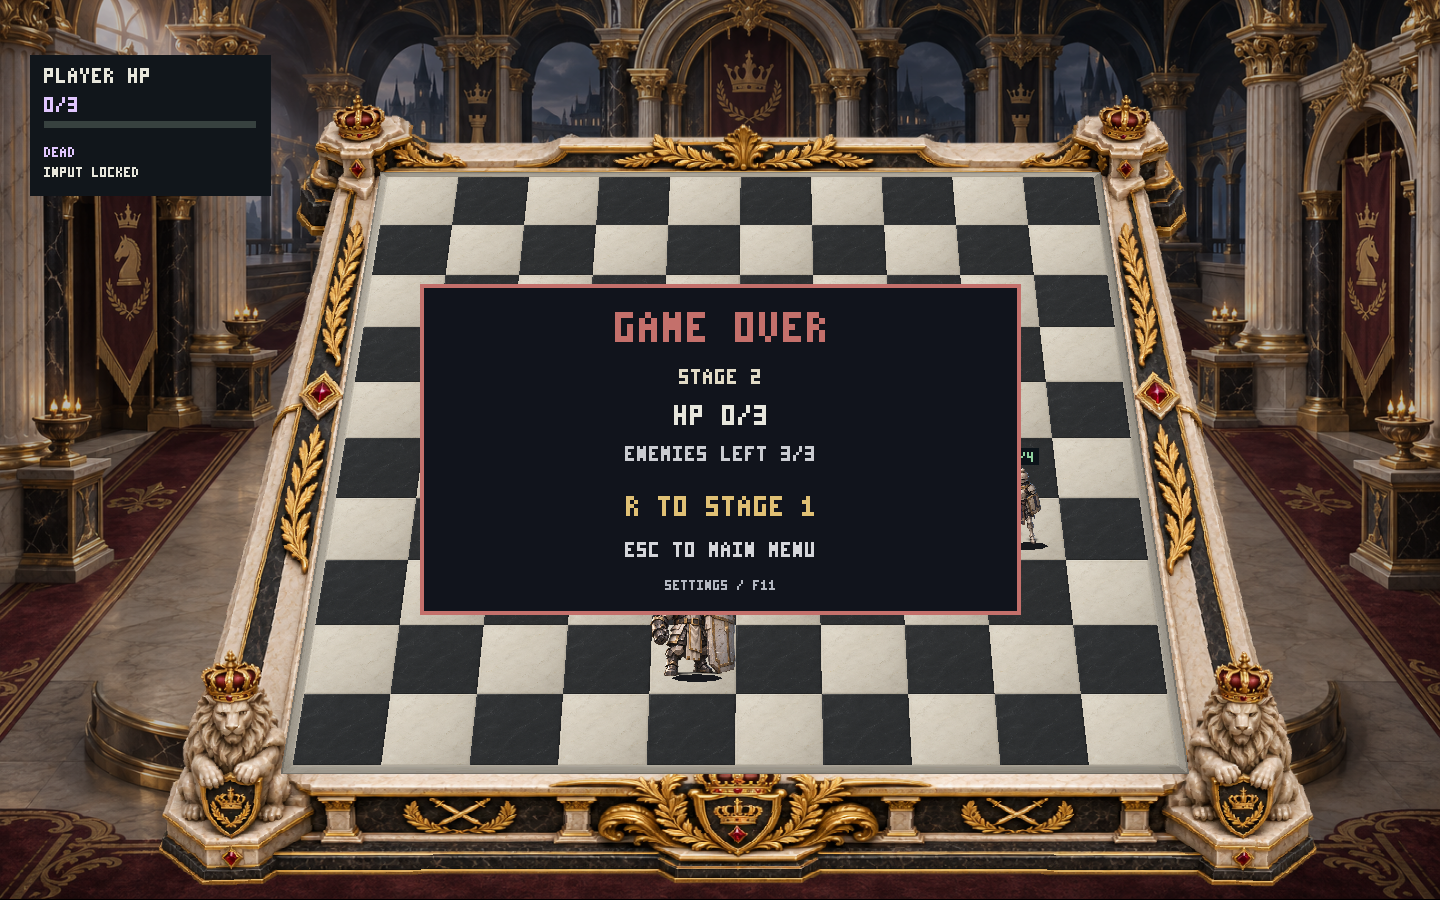 PLAYER HP
0/3
DEAD
INPUT LOCKED
GAME OVER
STAGE 2
HP 0/3
ENEMIES LEFT 3/3
R TO STAGE 1
ESC TO MAIN MENU
SETTINGS / F11